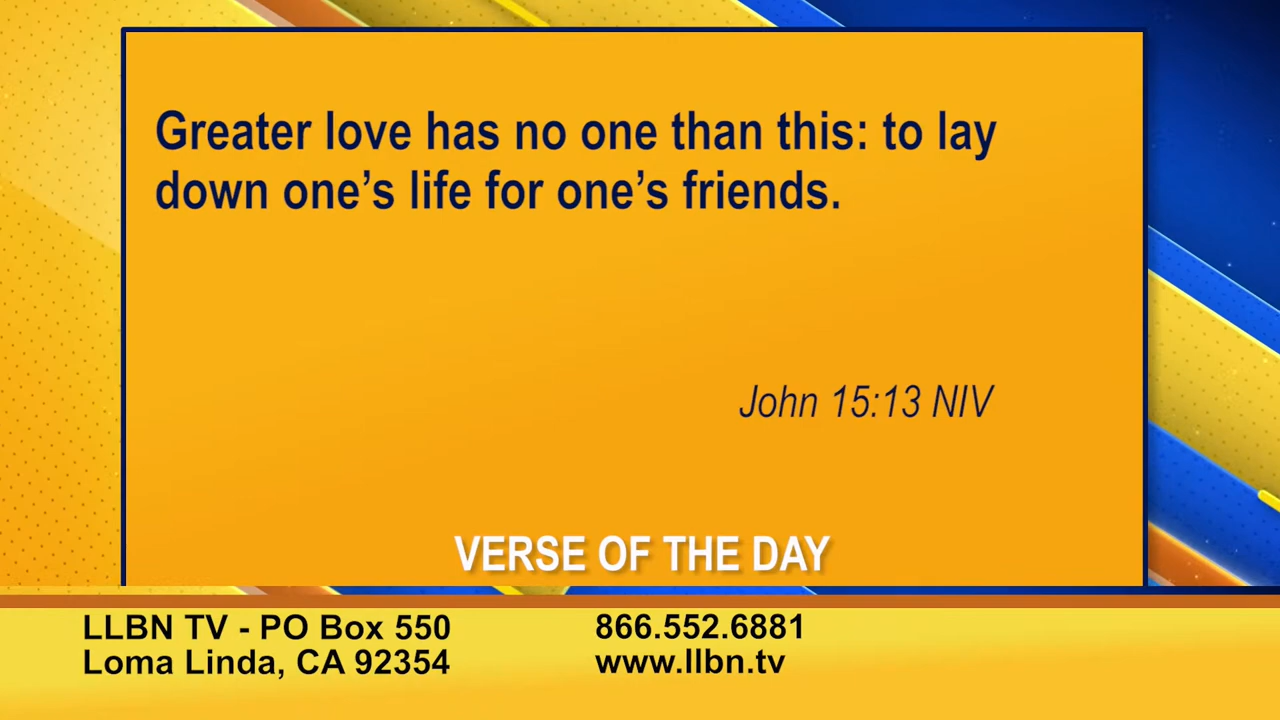 Greater love has no one than this: to lay
down one’s life for one’s friends.
John 15:13 NIV
VERSE OF THE DAY
LLBN TV - PO Box 550
Loma Linda, CA 92354
866.552.6881
www.llbn.tv